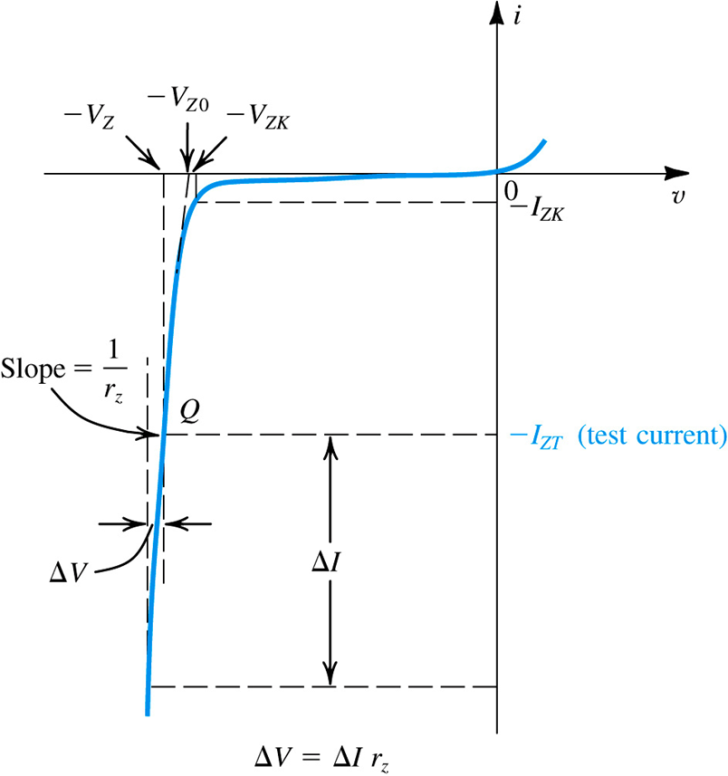 i
−V_Z0
−V_Z −V_ZK
0
v
−I_ZK
Slope = 1/r_z
Q
−I_ZT (test current)
ΔV
ΔI
ΔV = ΔI r_z